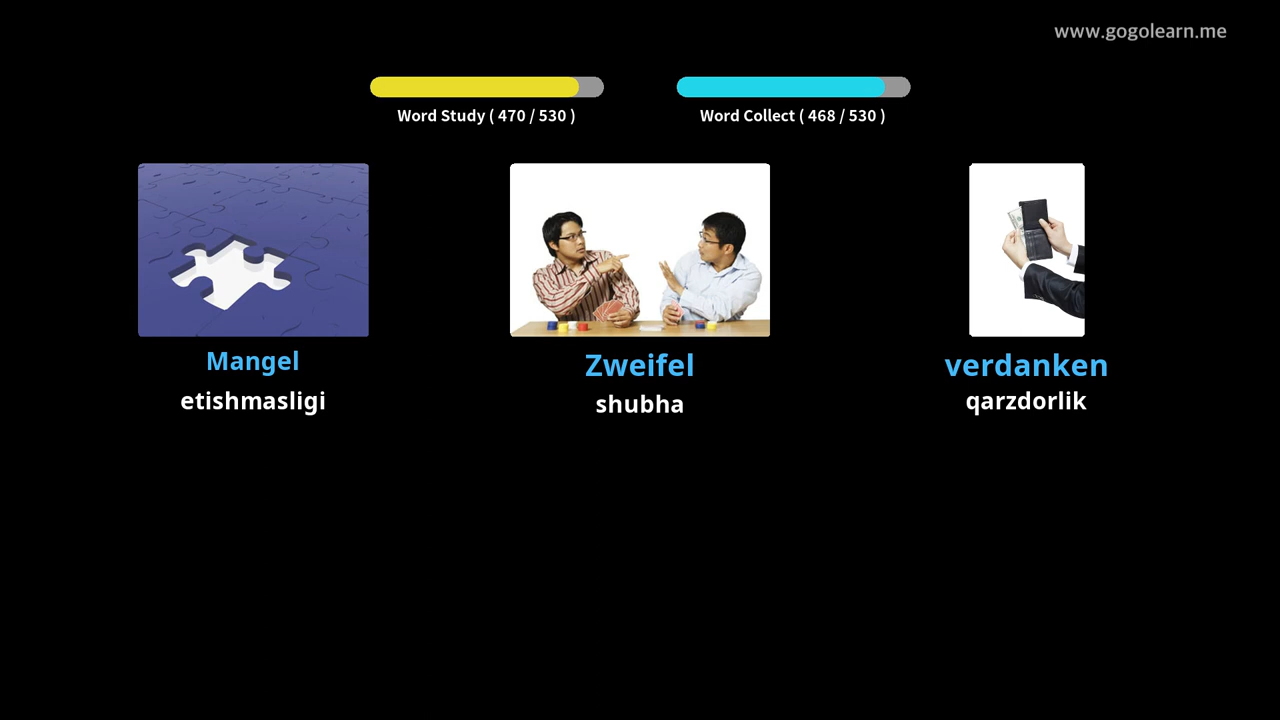 www.gogolearn.me
Word Study ( 470 / 530 )
Word Collect ( 468 / 530 )
Mangel
etishmasligi
Zweifel
shubha
verdanken
qarzdorlik